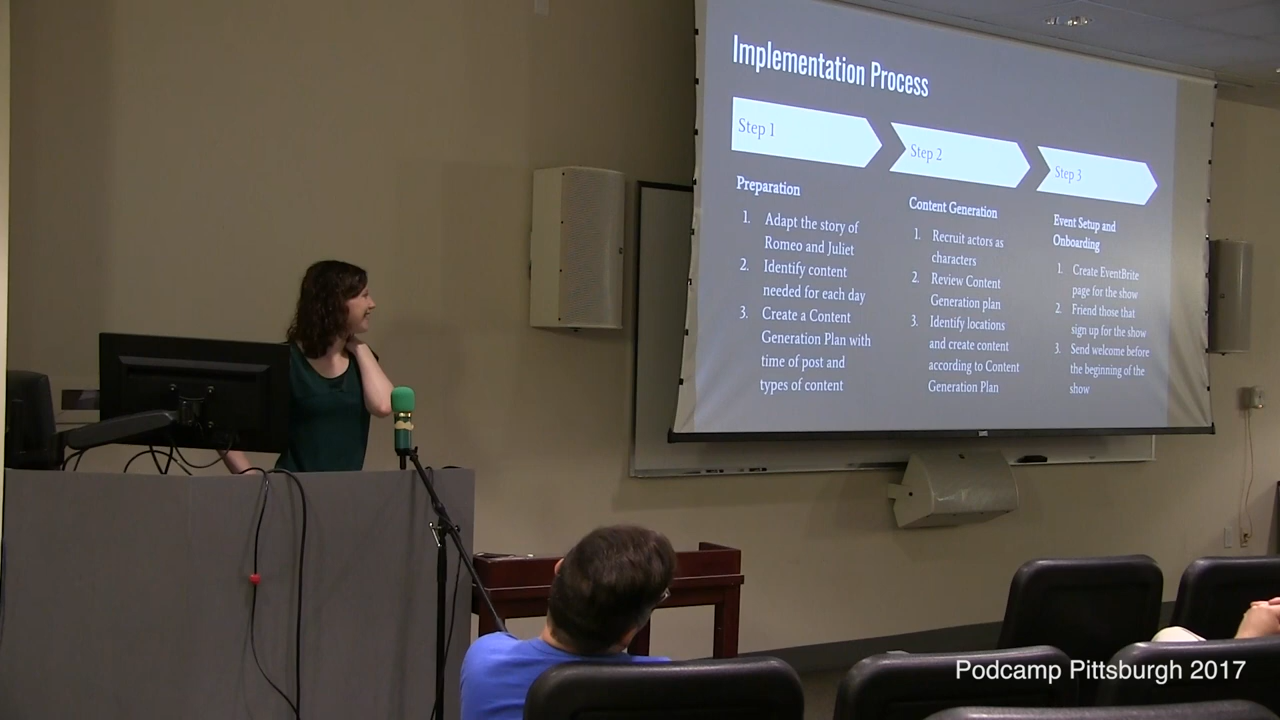 Implementation Process
Step 1
Step 2
Step 3
Preparation
1. Adapt the story of
Romeo and Juliet
2. Identify content
needed for each day
3. Create a Content
Generation Plan with
time of post and
types of content
Content Generation
1. Recruit actors as
characters
2. Review Content
Generation plan
3. Identify locations
and create content
according to Content
Generation Plan
Event Setup and
Onboarding
1. Create EventBrite
page for the show
2. Friend those that
sign up for the show
3. Send welcome before
the beginning of the
show
Podcamp Pittsburgh 2017